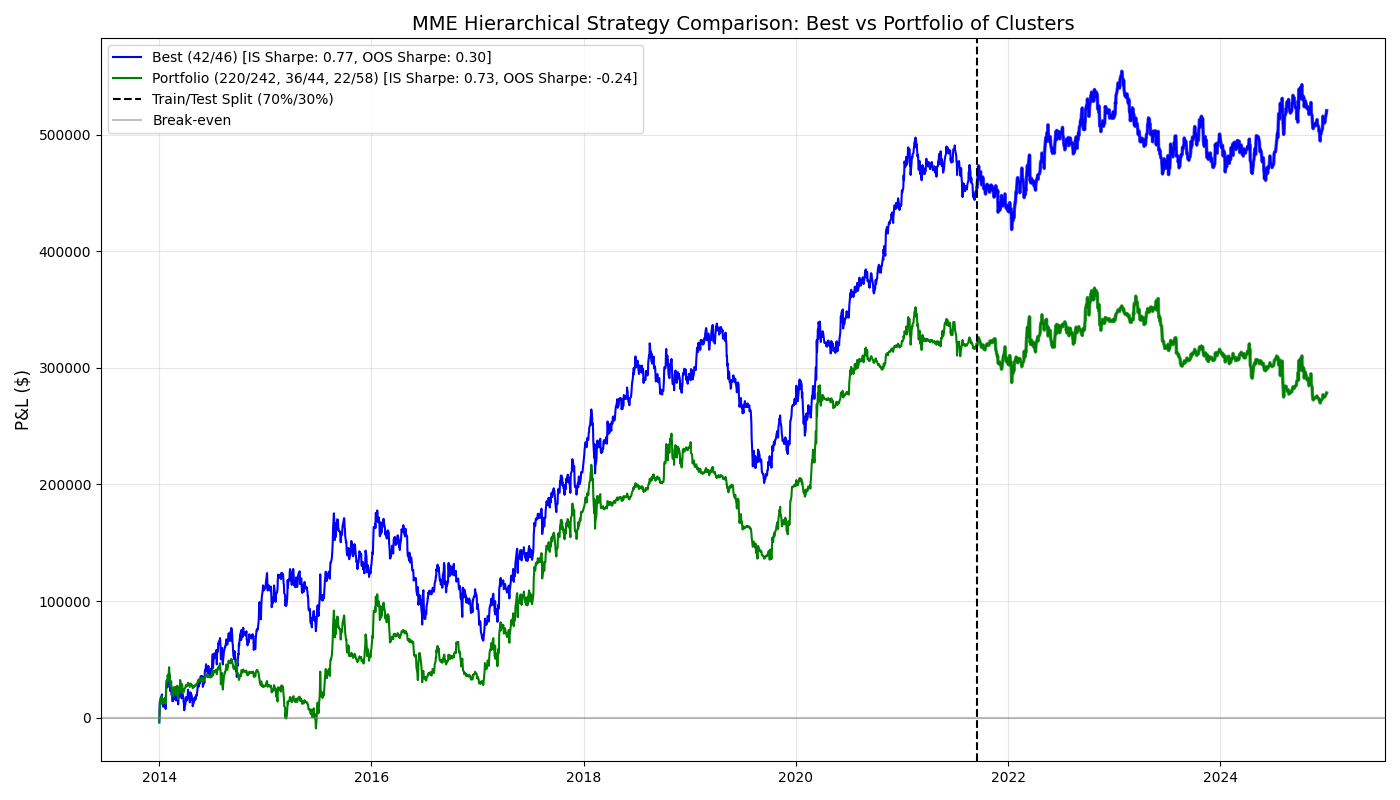 MME Hierarchical Strategy Comparison: Best vs Portfolio of Clusters
Best (42/46) [IS Sharpe: 0.77, OOS Sharpe: 0.30]
Portfolio (220/242, 36/44, 22/58) [IS Sharpe: 0.73, OOS Sharpe: -0.24]
Train/Test Split (70%/30%)
Break-even
P&L ($)
500000
400000
300000
200000
100000
0
2014
2016
2018
2020
2022
2024